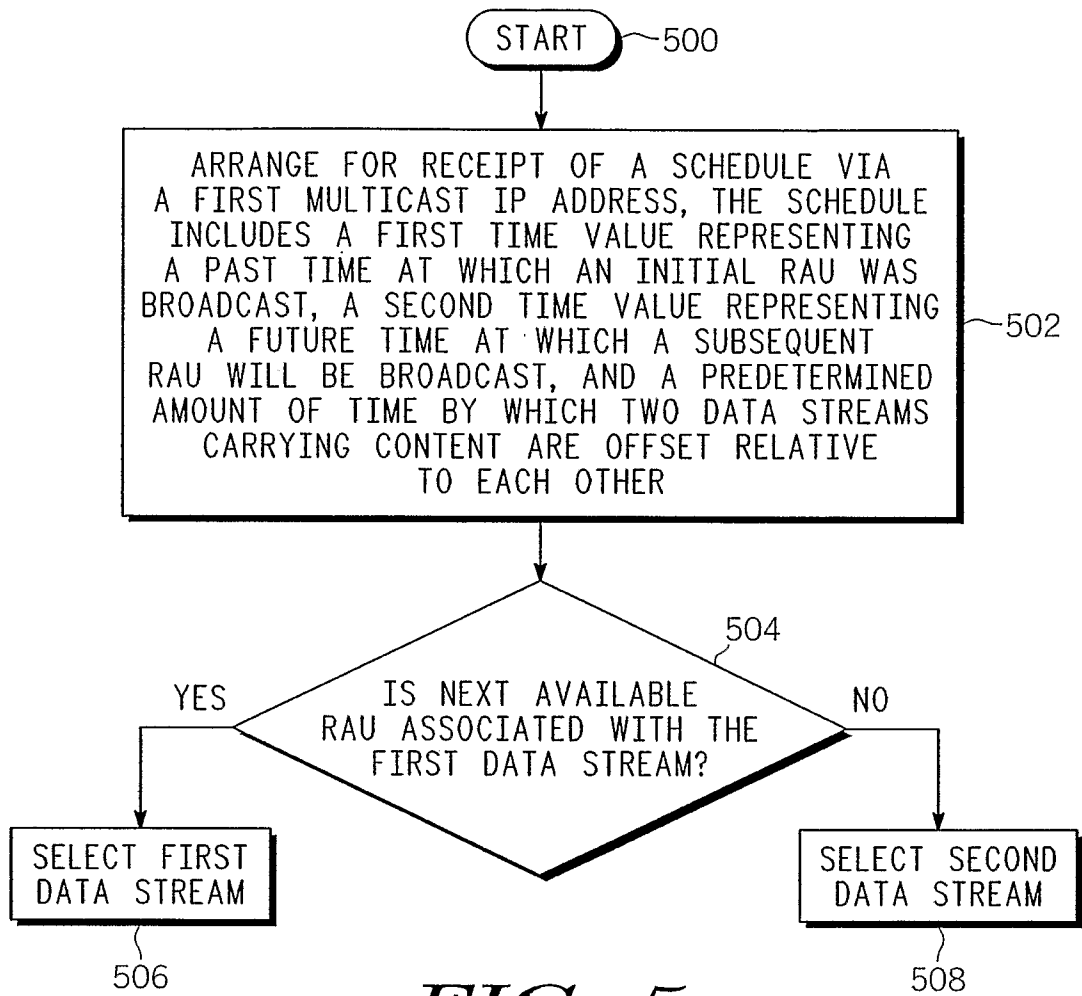 START
500
ARRANGE FOR RECEIPT OF A SCHEDULE VIA
A FIRST MULTICAST IP ADDRESS, THE SCHEDULE
INCLUDES A FIRST TIME VALUE REPRESENTING
A PAST TIME AT WHICH AN INITIAL RAU WAS
BROADCAST, A SECOND TIME VALUE REPRESENTING
A FUTURE TIME AT WHICH A SUBSEQUENT
RAU WILL BE BROADCAST, AND A PREDETERMINED
AMOUNT OF TIME BY WHICH TWO DATA STREAMS
CARRYING CONTENT ARE OFFSET RELATIVE
TO EACH OTHER
502
504
YES
IS NEXT AVAILABLE
RAU ASSOCIATED WITH THE
FIRST DATA STREAM?
NO
SELECT FIRST
DATA STREAM
506
SELECT SECOND
DATA STREAM
508
FIG. 5